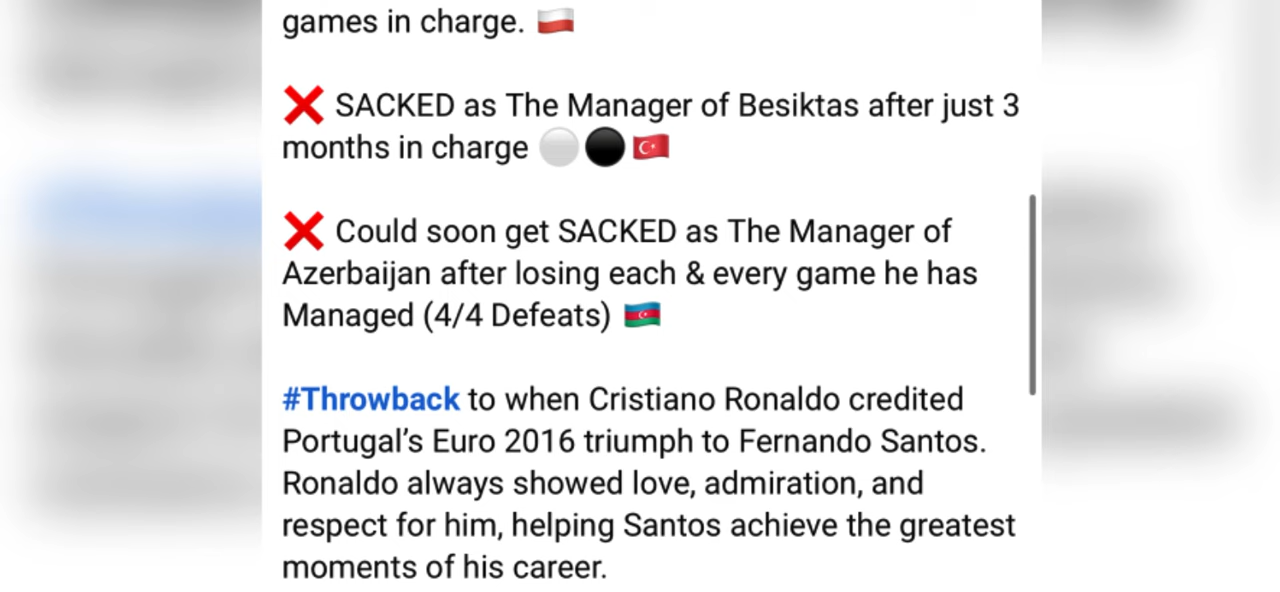 games in charge. 🇵🇱
❌ SACKED as The Manager of Besiktas after just 3
months in charge ⚪⚫🇹🇷
❌ Could soon get SACKED as The Manager of
Azerbaijan after losing each & every game he has
Managed (4/4 Defeats) 🇦🇿
#Throwback to when Cristiano Ronaldo credited
Portugal’s Euro 2016 triumph to Fernando Santos.
Ronaldo always showed love, admiration, and
respect for him, helping Santos achieve the greatest
moments of his career.